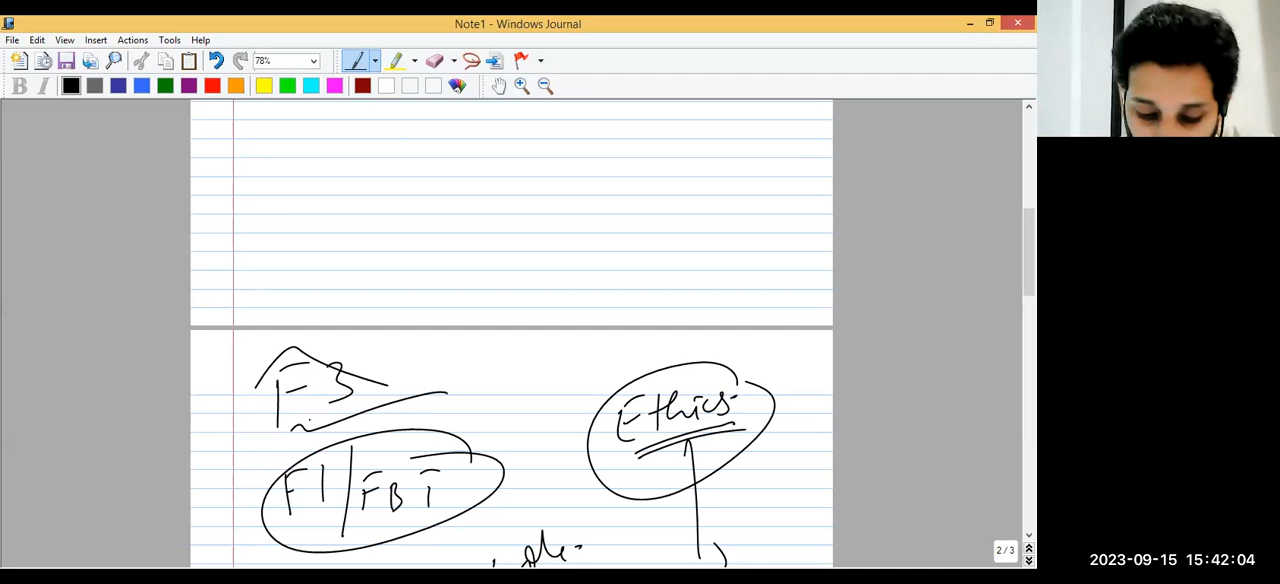 Note1 - Windows Journal
File Edit View Insert Actions Tools Help
78%
B I
F3
Ethics
F1 FBT
2/3
2023-09-15 15:42:04